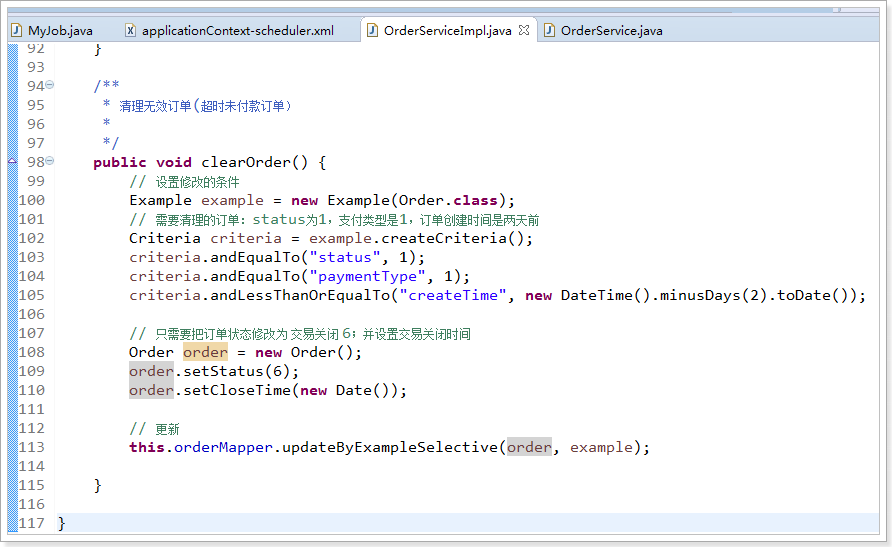 MyJob.java applicationContext-scheduler.xml OrderServiceImpl.java OrderService.java
92 }
93
94 /**
95 * 清理无效订单(超时未付款订单)
96 *
97 */
98 public void clearOrder() {
99 // 设置修改的条件
100 Example example = new Example(Order.class);
101 // 需要清理的订单: status为1, 支付类型是1, 订单创建时间是两天前
102 Criteria criteria = example.createCriteria();
103 criteria.andEqualTo("status", 1);
104 criteria.andEqualTo("paymentType", 1);
105 criteria.andLessThanOrEqualTo("createTime", new DateTime().minusDays(2).toDate());
106
107 // 只需要把订单状态修改为 交易关闭 6; 并设置交易关闭时间
108 Order order = new Order();
109 order.setStatus(6);
110 order.setCloseTime(new Date());
111
112 // 更新
113 this.orderMapper.updateByExampleSelective(order, example);
114
115 }
116
117 }